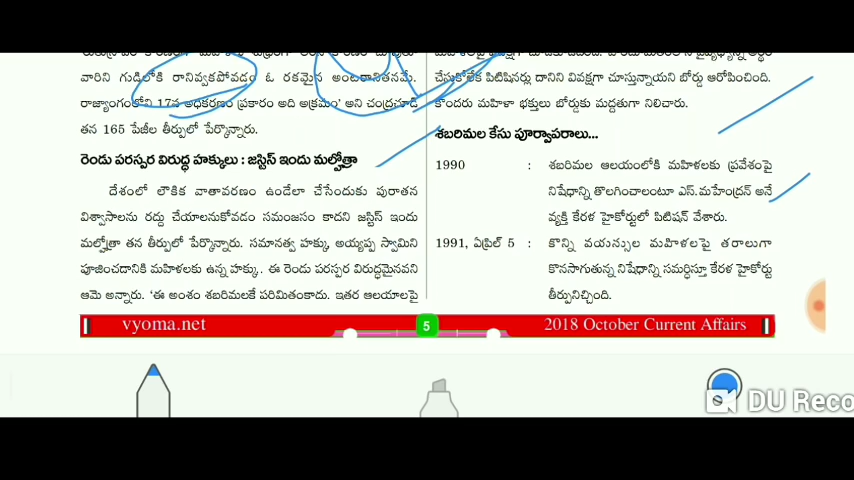 వారిని గుడిలోకి రానివ్వకపోవడం ఓ రకమైన అంటరానితనమే.
రాజ్యాంగంలోని 17వ అధికరణం ప్రకారం అది అక్రమం' అని చంద్రచూడ్
తన 165 పేజీల తీర్పులో పేర్కొన్నారు.
రెండు పరస్పర విరుద్ధ హక్కులు : జస్టిస్ ఇందు మల్హోత్రా
దేశంలో లౌకిక వాతావరణం ఉండేలా చేసేందుకు పురాతన
విశ్వాసాలను రద్దు చేయాలనుకోవడం సమంజసం కాదని జస్టిస్ ఇందు
మల్హోత్రా తన తీర్పులో పేర్కొన్నారు. సమానత్వ హక్కు, అయ్యప్ప స్వామిని
పూజించడానికి మహిళలకు ఉన్న హక్కు.. ఈ రెండు పరస్పర విరుద్ధమైనవని
ఆమె అన్నారు. 'ఈ అంశం శబరిమలకే పరిమితంకాదు. ఇతర ఆలయాలపై
చేసుకోలేక పిటిషనర్లు దానిని వివక్షగా చూస్తున్నాయని బోర్డు ఆరోపించింది.
కొందరు మహిళా భక్తులు బోర్డుకు మద్దతుగా నిలిచారు.
శబరిమల కేసు పూర్వాపరాలు...
1990 : శబరిమల ఆలయంలోకి మహిళలకు ప్రవేశంపై
నిషేధాన్ని తొలగించాలంటూ ఎస్.మహేంద్రన్ అనే
వ్యక్తి కేరళ హైకోర్టులో పిటిషన్ వేశారు.
1991, ఏప్రిల్ 5 : కొన్ని వయస్సుల మహిళలపై తరాలుగా
కొనసాగుతున్న నిషేధాన్ని సమర్థిస్తూ కేరళ హైకోర్టు
తీర్పునిచ్చింది.
vyoma.net 5 2018 October Current Affairs
DU Reco